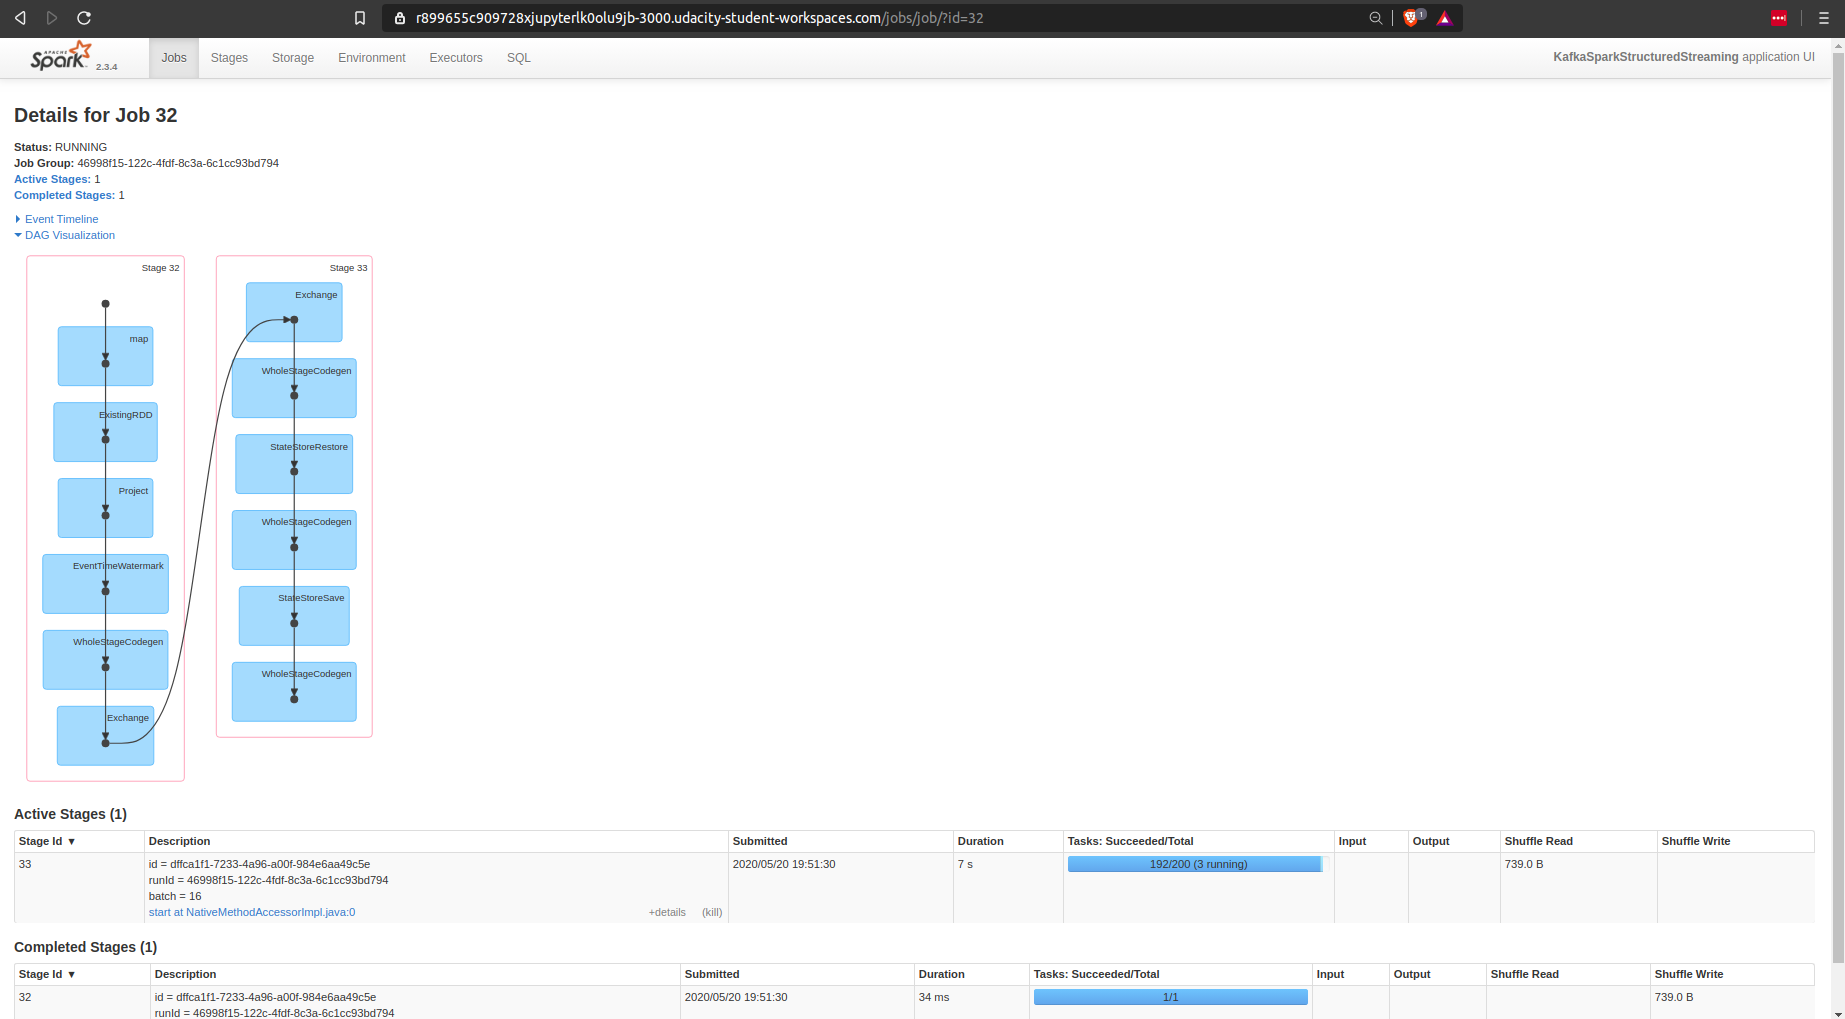 r899655c909728xjupyterlk0olu9jb-3000.udacity-student-workspaces.com/jobs/job/?id=32
1
APACHE
Spark 2.3.4
Jobs Stages Storage Environment Executors SQL
KafkaSparkStructuredStreaming application UI
Details for Job 32
Status: RUNNING
Job Group: 46998f15-122c-4fdf-8c3a-6c1cc93bd794
Active Stages: 1
Completed Stages: 1
Event Timeline
DAG Visualization
Stage 32
map
ExistingRDD
Project
EventTimeWatermark
WholeStageCodegen
Exchange
Stage 33
Exchange
WholeStageCodegen
StateStoreRestore
WholeStageCodegen
StateStoreSave
WholeStageCodegen
Active Stages (1)
Stage Id ▼ Description Submitted Duration Tasks: Succeeded/Total Input Output Shuffle Read Shuffle Write
33 id = dffca1f1-7233-4a96-a00f-984e6aa49c5e 2020/05/20 19:51:30 7 s 192/200 (3 running) 739.0 B
runId = 46998f15-122c-4fdf-8c3a-6c1cc93bd794
batch = 16
start at NativeMethodAccessorImpl.java:0 +details (kill)
Completed Stages (1)
Stage Id ▼ Description Submitted Duration Tasks: Succeeded/Total Input Output Shuffle Read Shuffle Write
32 id = dffca1f1-7233-4a96-a00f-984e6aa49c5e 2020/05/20 19:51:30 34 ms 1/1 739.0 B
runId = 46998f15-122c-4fdf-8c3a-6c1cc93bd794